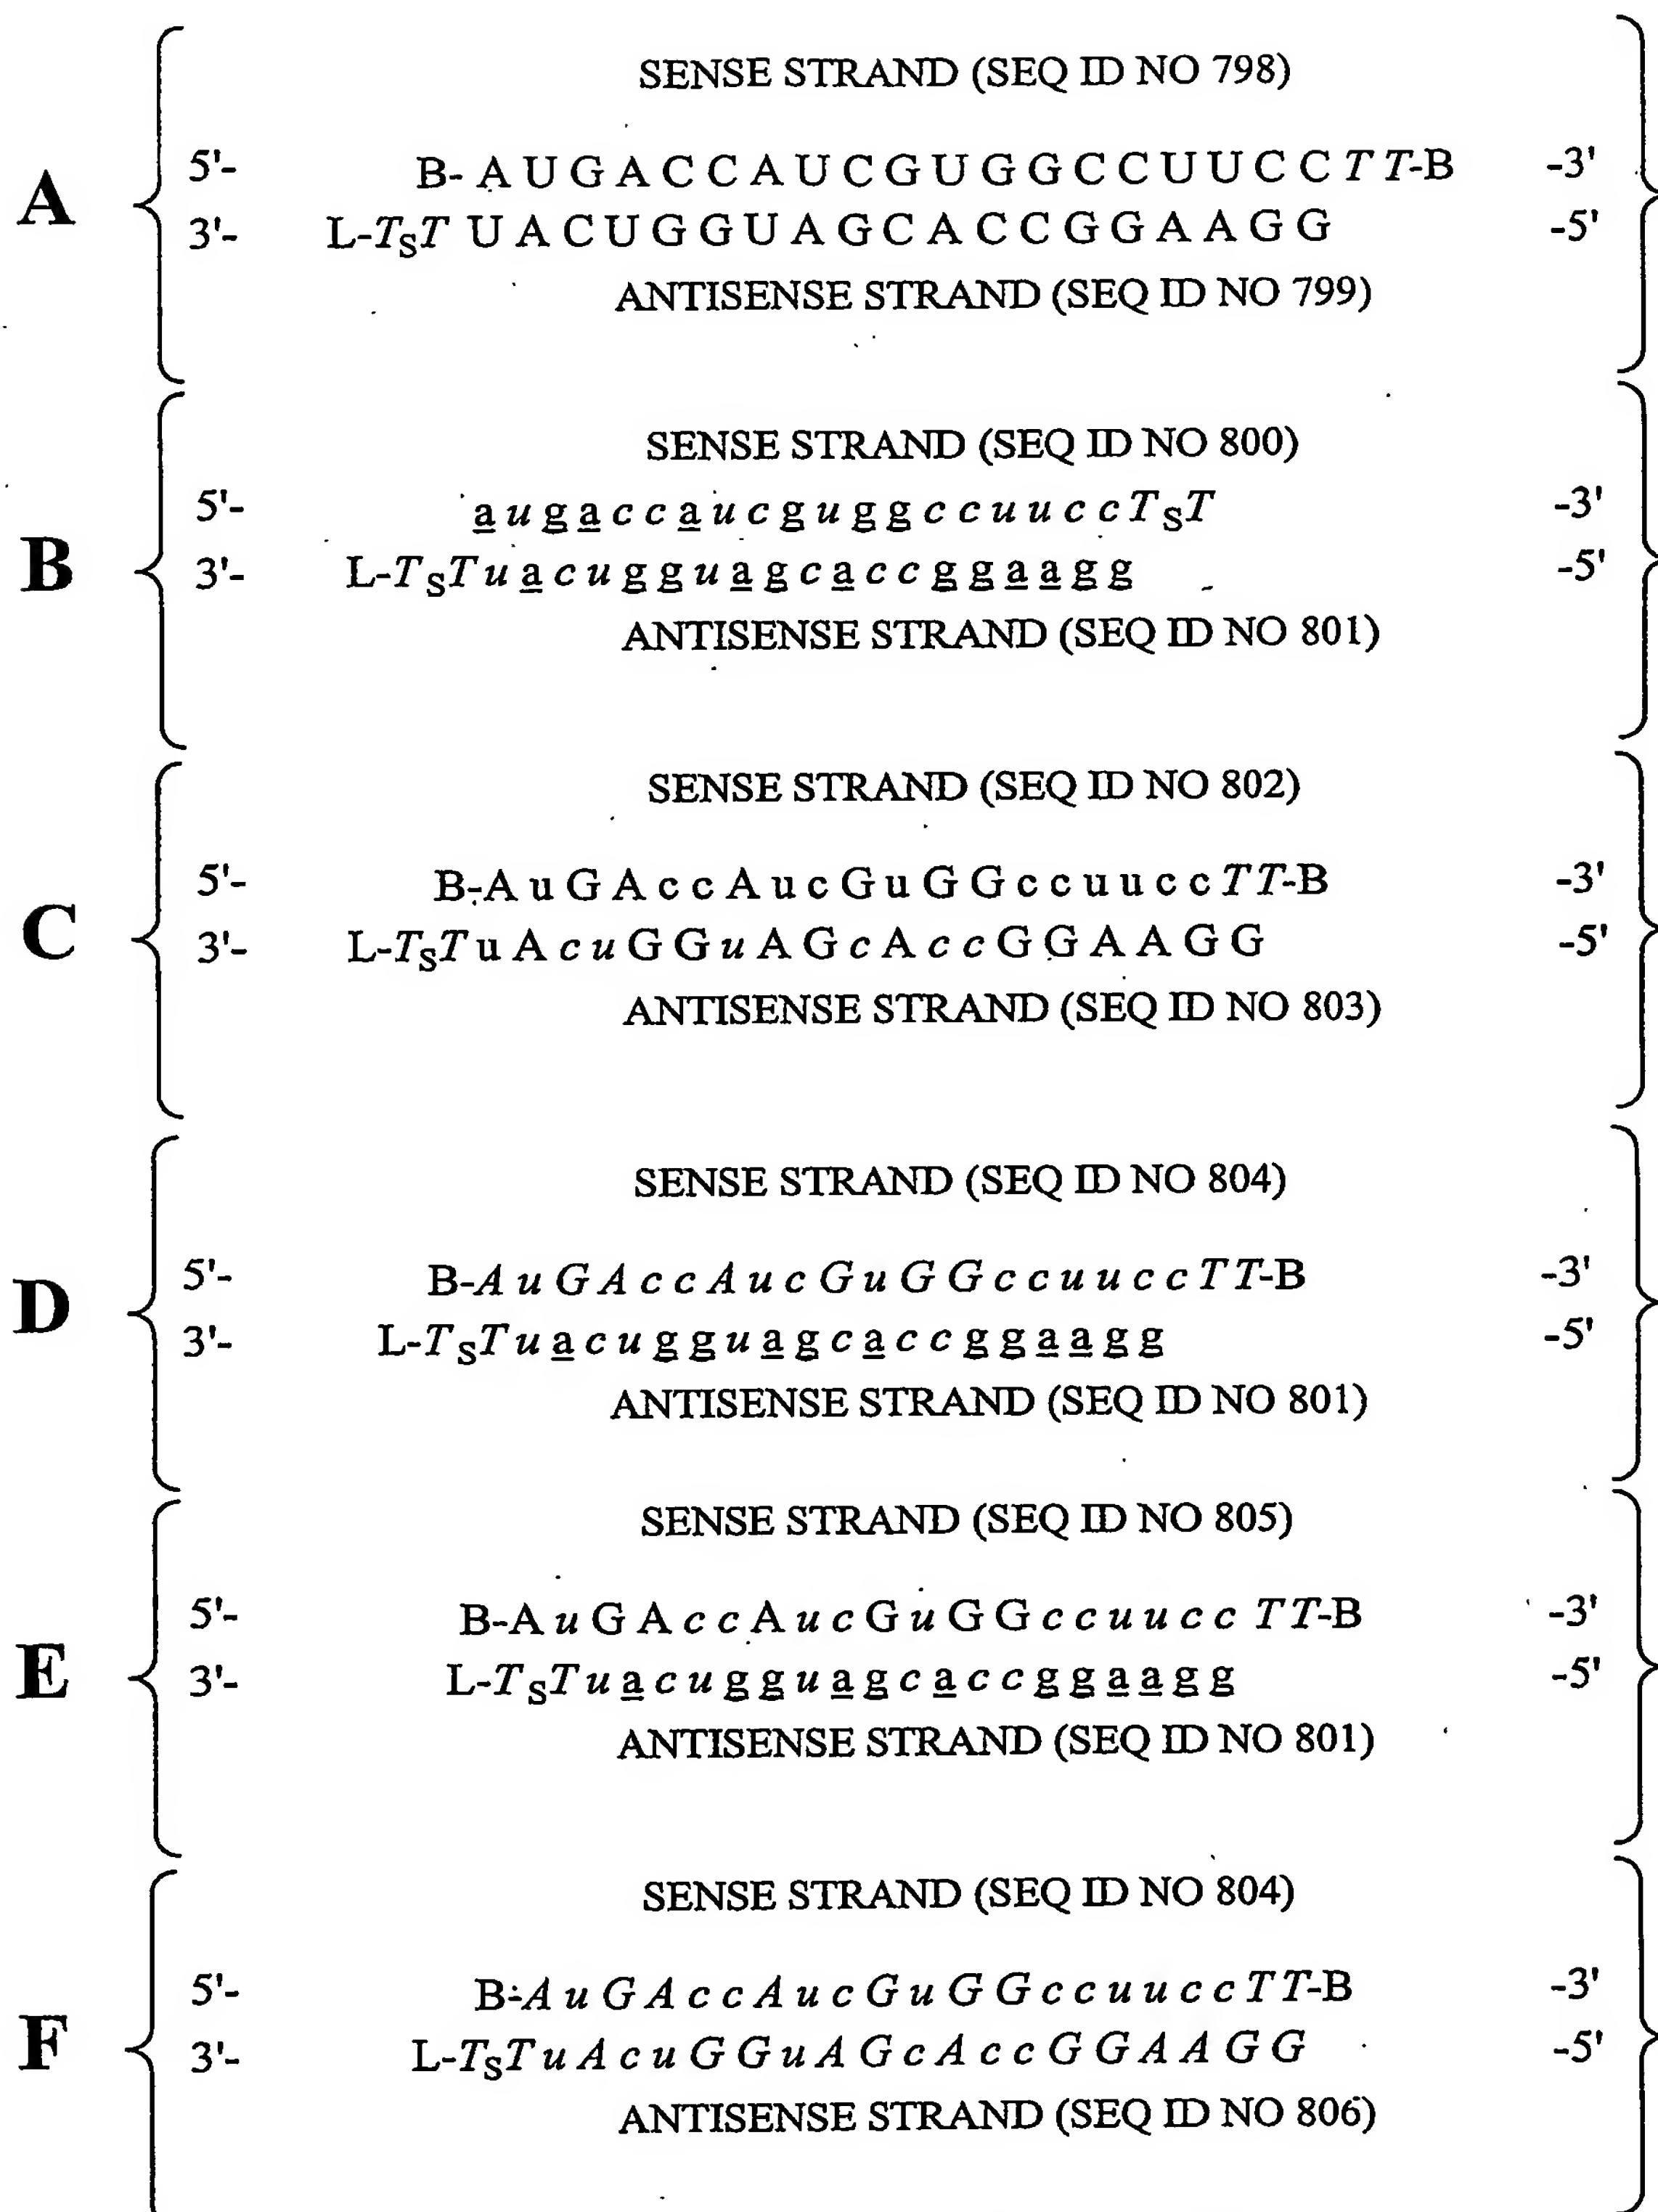 SENSE STRAND (SEQ ID NO 798)
A
5'- B- A U G A C C A U C G U G G C C U U C C T T-B -3'
3'- L-TST U A C U G G U A G C A C C G G A A G G -5'
ANTISENSE STRAND (SEQ ID NO 799)
SENSE STRAND (SEQ ID NO 800)
B
5'- a u g a c c a u c g u g g c c u u c c TST -3'
3'- L-TST u a c u g g u a g c a c c g g a a g g -5'
ANTISENSE STRAND (SEQ ID NO 801)
SENSE STRAND (SEQ ID NO 802)
C
5'- B-A u G A c c A u c G u G G c c u u c c TT-B -3'
3'- L-TST u A c u G G u A G c A c c G G A A G G -5'
ANTISENSE STRAND (SEQ ID NO 803)
SENSE STRAND (SEQ ID NO 804)
D
5'- B-A u G A c c A u c G u G G c c u u c c TT-B -3'
3'- L-TST u a c u g g u a g c a c c g g a a g g -5'
ANTISENSE STRAND (SEQ ID NO 801)
SENSE STRAND (SEQ ID NO 805)
E
5'- B-A u G A c c A u c G u G G c c u u c c TT-B -3'
3'- L-TST u a c u g g u a g c a c c g g a a g g -5'
ANTISENSE STRAND (SEQ ID NO 801)
SENSE STRAND (SEQ ID NO 804)
F
5'- B-A u G A c c A u c G u G G c c u u c c TT-B -3'
3'- L-TST u A c u G G u A G c A c c G G A A G G -5'
ANTISENSE STRAND (SEQ ID NO 806)